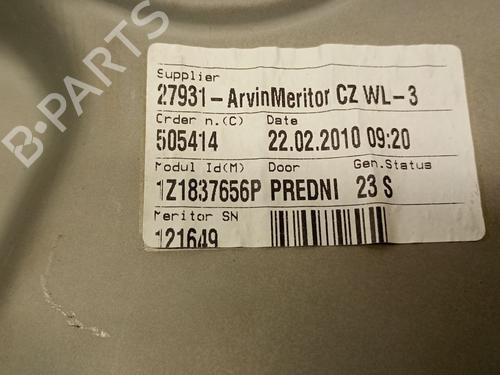 B-PARTS
Supplier
27931-ArvinMeritor CZ WL-3
Crder n.(C) Date
505414 22.02.2010 09:20
Modul Id(M) Door Gen.Status
1Z1837656P PREDNI 23 S
Meritor SN
121649